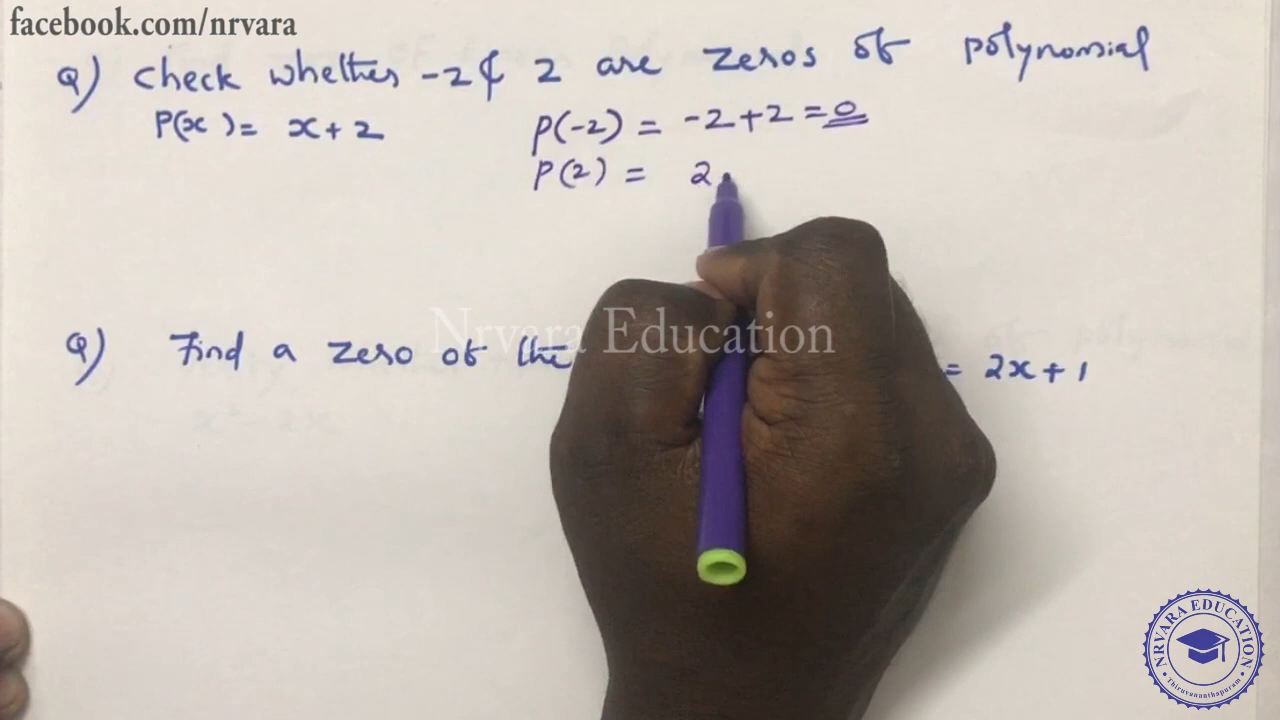 facebook.com/nrvara
Q) Check whether -2 & 2 are zeros of polynomial
P(x) = x + 2
P(-2) = -2+2 = 0
P(2) = 2
Nrvara Education
Q) Find a zero of the
= 2x + 1
NRVARA EDUCATION
Thiruvananthapuram